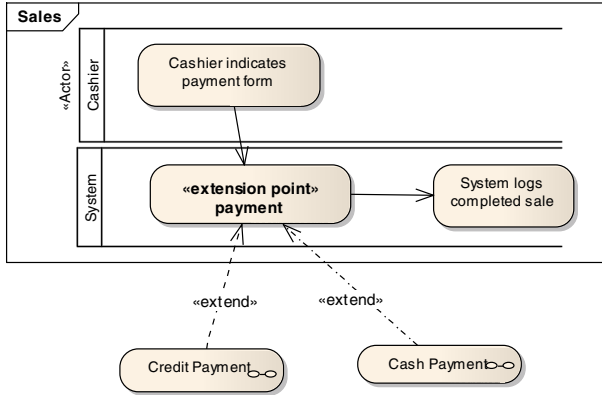 Sales
«Actor»
Cashier
Cashier indicates
payment form
System
«extension point»
payment
System logs
completed sale
«extend»
«extend»
Credit Payment
Cash Payment